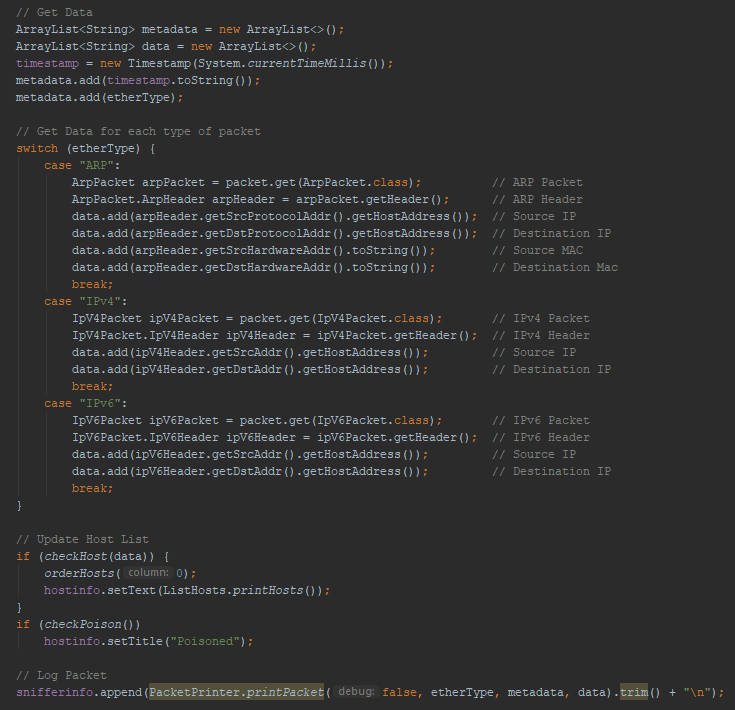 // Get Data
ArrayList<String> metadata = new ArrayList<>();
ArrayList<String> data = new ArrayList<>();
timestamp = new Timestamp(System.currentTimeMillis());
metadata.add(timestamp.toString());
metadata.add(etherType);

// Get Data for each type of packet
switch (etherType) {
    case "ARP":
        ArpPacket arpPacket = packet.get(ArpPacket.class);          // ARP Packet
        ArpPacket.ArpHeader arpHeader = arpPacket.getHeader();      // ARP Header
        data.add(arpHeader.getSrcProtocolAddr().getHostAddress());  // Source IP
        data.add(arpHeader.getDstProtocolAddr().getHostAddress());  // Destination IP
        data.add(arpHeader.getSrcHardwareAddr().toString());        // Source MAC
        data.add(arpHeader.getDstHardwareAddr().toString());        // Destination Mac
        break;
    case "IPv4":
        IpV4Packet ipV4Packet = packet.get(IpV4Packet.class);       // IPv4 Packet
        IpV4Packet.IpV4Header ipV4Header = ipV4Packet.getHeader();  // IPv4 Header
        data.add(ipV4Header.getSrcAddr().getHostAddress());         // Source IP
        data.add(ipV4Header.getDstAddr().getHostAddress());         // Destination IP
        break;
    case "IPv6":
        IpV6Packet ipV6Packet = packet.get(IpV6Packet.class);       // IPv6 Packet
        IpV6Packet.IpV6Header ipV6Header = ipV6Packet.getHeader();  // IPv6 Header
        data.add(ipV6Header.getSrcAddr().getHostAddress());         // Source IP
        data.add(ipV6Header.getDstAddr().getHostAddress());         // Destination IP
        break;
}

// Update Host List
if (checkHost(data)) {
    orderHosts( column: 0);
    hostinfo.setText(ListHosts.printHosts());
}
if (checkPoison())
    hostinfo.setTitle("Poisoned");

// Log Packet
snifferinfo.append(PacketPrinter.printPacket( debug: false, etherType, metadata, data).trim() + "\n");